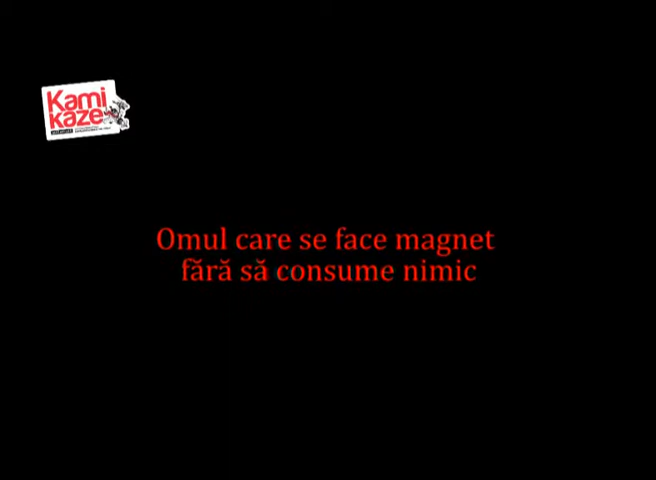 Kami
kaze
Omul care se face magnet
fără să consume nimic